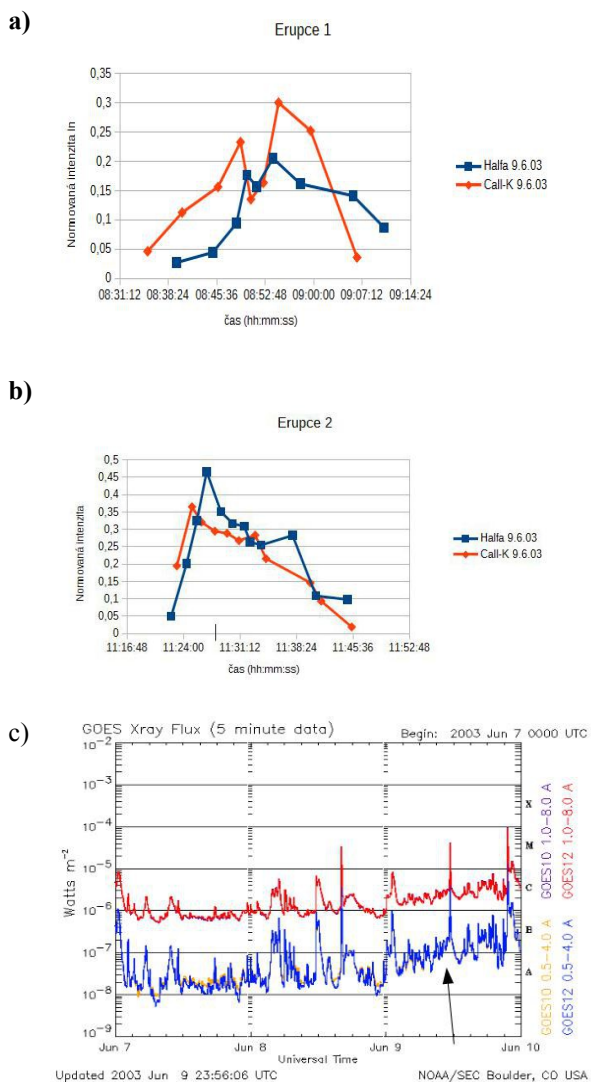 a)
Erupce 1
Normovaná intenzita In
0,35
0,3
0,25
0,2
0,15
0,1
0,05
0
08:31:12 08:38:24 08:45:36 08:52:48 09:00:00 09:07:12 09:14:24
čas (hh:mm:ss)
Halfa 9.6.03
CaII-K 9.6.03
b)
Erupce 2
Normovaná intenzita
0,5
0,45
0,4
0,35
0,3
0,25
0,2
0,15
0,1
0,05
0
11:16:48 11:24:00 11:31:12 11:38:24 11:45:36 11:52:48
čas (hh:mm:ss)
Halfa 9.6.03
CaII-K 9.6.03
c)
GOES Xray Flux (5 minute data)
Begin: 2003 Jun 7 0000 UTC
Watts m-2
10-2
10-3
10-4
10-5
10-6
10-7
10-8
10-9
X
M
C
B
A
GOES10 1.0-8.0 A
GOES12 1.0-8.0 A
GOES10 0.5-4.0 A
GOES12 0.5-4.0 A
Jun 7 Jun 8 Jun 9 Jun 10
Universal Time
Updated 2003 Jun 9 23:56:06 UTC
NOAA/SEC Boulder, CO USA